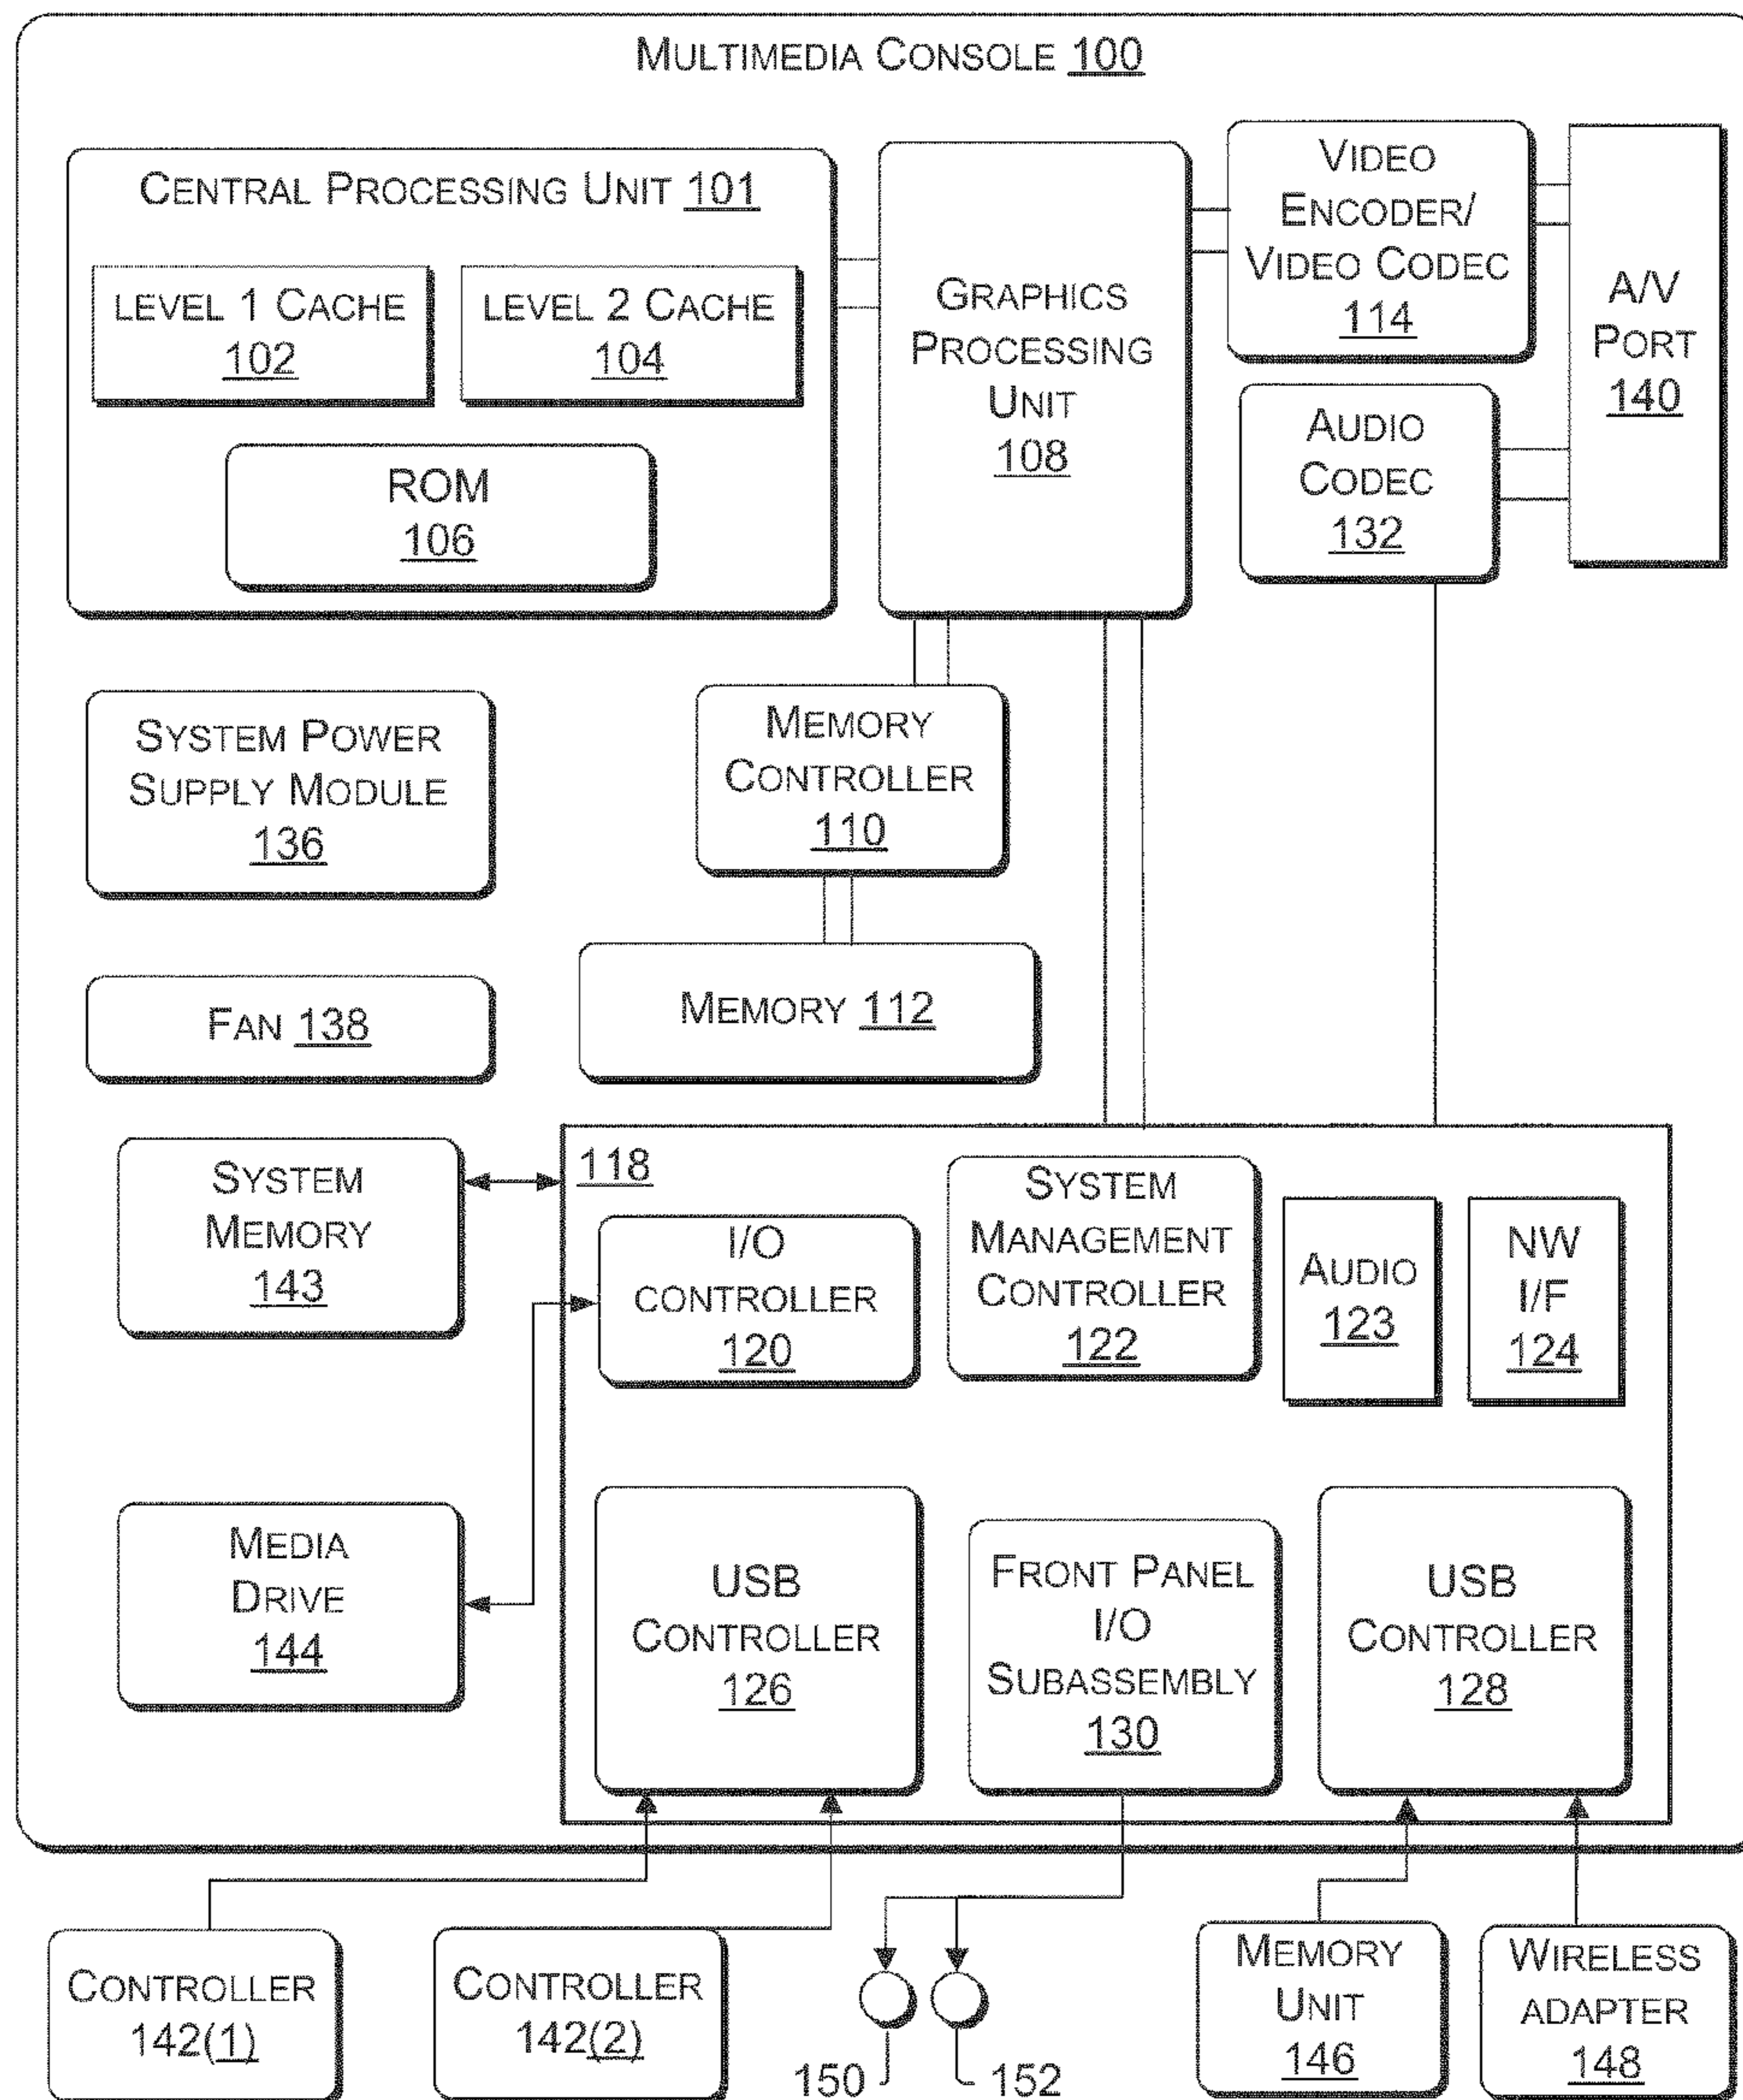 MULTIMEDIA CONSOLE 100
CENTRAL PROCESSING UNIT 101
LEVEL 1 CACHE
102
LEVEL 2 CACHE
104
ROM
106
GRAPHICS
PROCESSING
UNIT
108
VIDEO
ENCODER/
VIDEO CODEC
114
A/V
PORT
140
AUDIO
CODEC
132
SYSTEM POWER
SUPPLY MODULE
136
MEMORY
CONTROLLER
110
FAN 138
MEMORY 112
SYSTEM
MEMORY
143
118
I/O
CONTROLLER
120
SYSTEM
MANAGEMENT
CONTROLLER
122
AUDIO
123
NW
I/F
124
MEDIA
DRIVE
144
USB
CONTROLLER
126
FRONT PANEL
I/O
SUBASSEMBLY
130
USB
CONTROLLER
128
CONTROLLER
142(1)
CONTROLLER
142(2)
150
152
MEMORY
UNIT
146
WIRELESS
ADAPTER
148